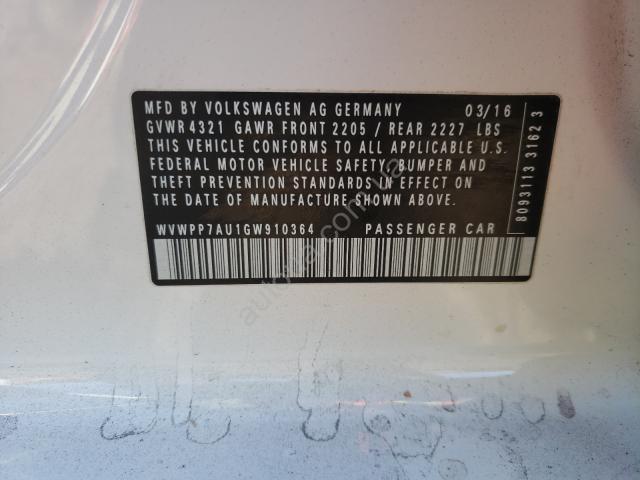 MFD BY VOLKSWAGEN AG GERMANY 03/16
GVWR 4321 GAWR FRONT 2205 / REAR 2227 LBS
THIS VEHICLE CONFORMS TO ALL APPLICABLE U.S.
FEDERAL MOTOR VEHICLE SAFETY, BUMPER AND
THEFT PREVENTION STANDARDS IN EFFECT ON
THE DATE OF MANUFACTURE SHOWN ABOVE.
WVWPP7AU1GW910364 PASSENGER CAR
8093113 3162 3